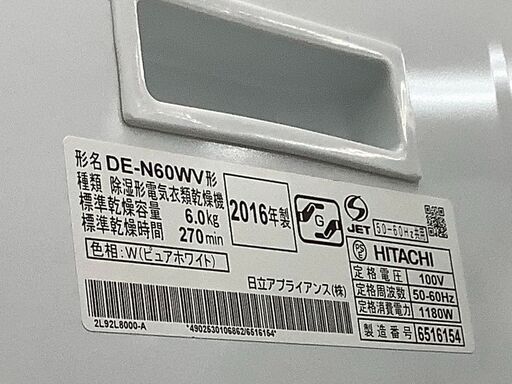 形名 DE-N60WV形
種類 除湿形電気衣類乾燥機
標準乾燥容量 6.0kg
標準乾燥時間 270min
2016年製
G
JET
50-60Hz共用
色相：W(ピュアホワイト)
PSE HITACHI
定格電圧 100V
定格周波数 50-60Hz
定格消費電力 1180W
製造番号 6516154
日立アプライアンス(株)
2L92L8000-A
*4902530106862/6516154*